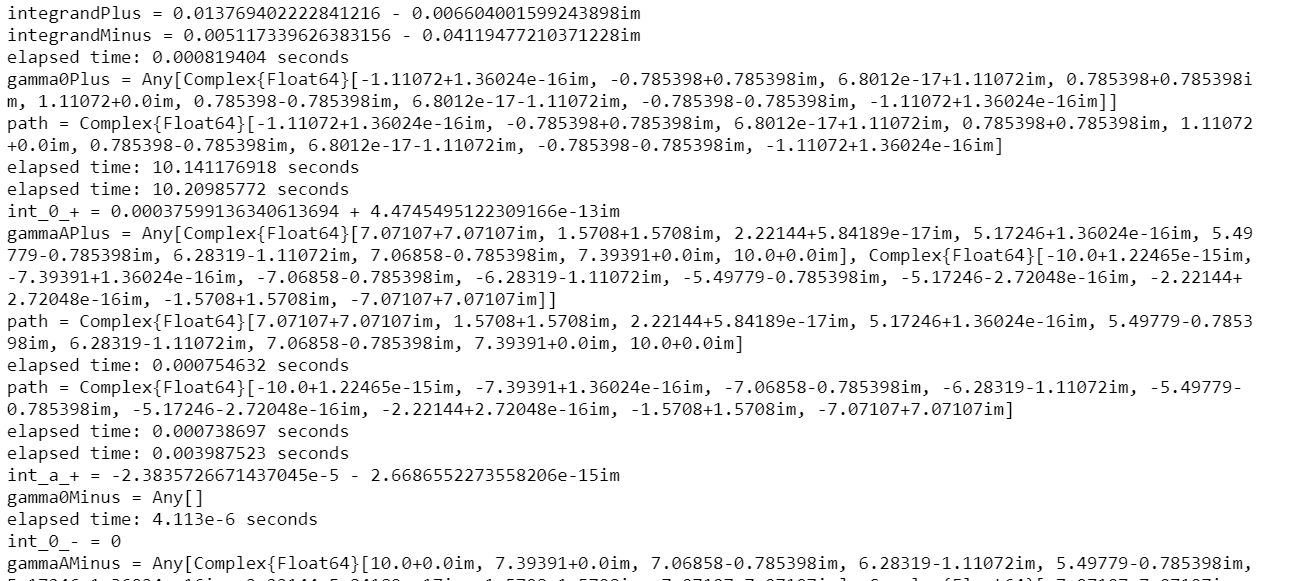 integrandPlus = 0.013769402222841216 - 0.006604001599243898im
integrandMinus = 0.005117339626383156 - 0.04119477210371228im
elapsed time: 0.000819404 seconds
gamma0Plus = Any[Complex{Float64}[-1.11072+1.36024e-16im, -0.785398+0.785398im, 6.8012e-17+1.11072im, 0.785398+0.785398i
m, 1.11072+0.0im, 0.785398-0.785398im, 6.8012e-17-1.11072im, -0.785398-0.785398im, -1.11072+1.36024e-16im]]
path = Complex{Float64}[-1.11072+1.36024e-16im, -0.785398+0.785398im, 6.8012e-17+1.11072im, 0.785398+0.785398im, 1.11072
+0.0im, 0.785398-0.785398im, 6.8012e-17-1.11072im, -0.785398-0.785398im, -1.11072+1.36024e-16im]
elapsed time: 10.141176918 seconds
elapsed time: 10.20985772 seconds
int_0_+ = 0.00037599136340613694 + 4.4745495122309166e-13im
gammaAPlus = Any[Complex{Float64}[7.07107+7.07107im, 1.5708+1.5708im, 2.22144+5.84189e-17im, 5.17246+1.36024e-16im, 5.49
779-0.785398im, 6.28319-1.11072im, 7.06858-0.785398im, 7.39391+0.0im, 10.0+0.0im], Complex{Float64}[-10.0+1.22465e-15im,
-7.39391+1.36024e-16im, -7.06858-0.785398im, -6.28319-1.11072im, -5.49779-0.785398im, -5.17246-2.72048e-16im, -2.22144+
2.72048e-16im, -1.5708+1.5708im, -7.07107+7.07107im]]
path = Complex{Float64}[7.07107+7.07107im, 1.5708+1.5708im, 2.22144+5.84189e-17im, 5.17246+1.36024e-16im, 5.49779-0.7853
98im, 6.28319-1.11072im, 7.06858-0.785398im, 7.39391+0.0im, 10.0+0.0im]
elapsed time: 0.000754632 seconds
path = Complex{Float64}[-10.0+1.22465e-15im, -7.39391+1.36024e-16im, -7.06858-0.785398im, -6.28319-1.11072im, -5.49779-
0.785398im, -5.17246-2.72048e-16im, -2.22144+2.72048e-16im, -1.5708+1.5708im, -7.07107+7.07107im]
elapsed time: 0.000738697 seconds
elapsed time: 0.003987523 seconds
int_a_+ = -2.3835726671437045e-5 - 2.6686552273558206e-15im
gamma0Minus = Any[]
elapsed time: 4.113e-6 seconds
int_0_- = 0
gammaAMinus = Any[Complex{Float64}[10.0+0.0im, 7.39391+0.0im, 7.06858-0.785398im, 6.28319-1.11072im, 5.49779-0.785398im,